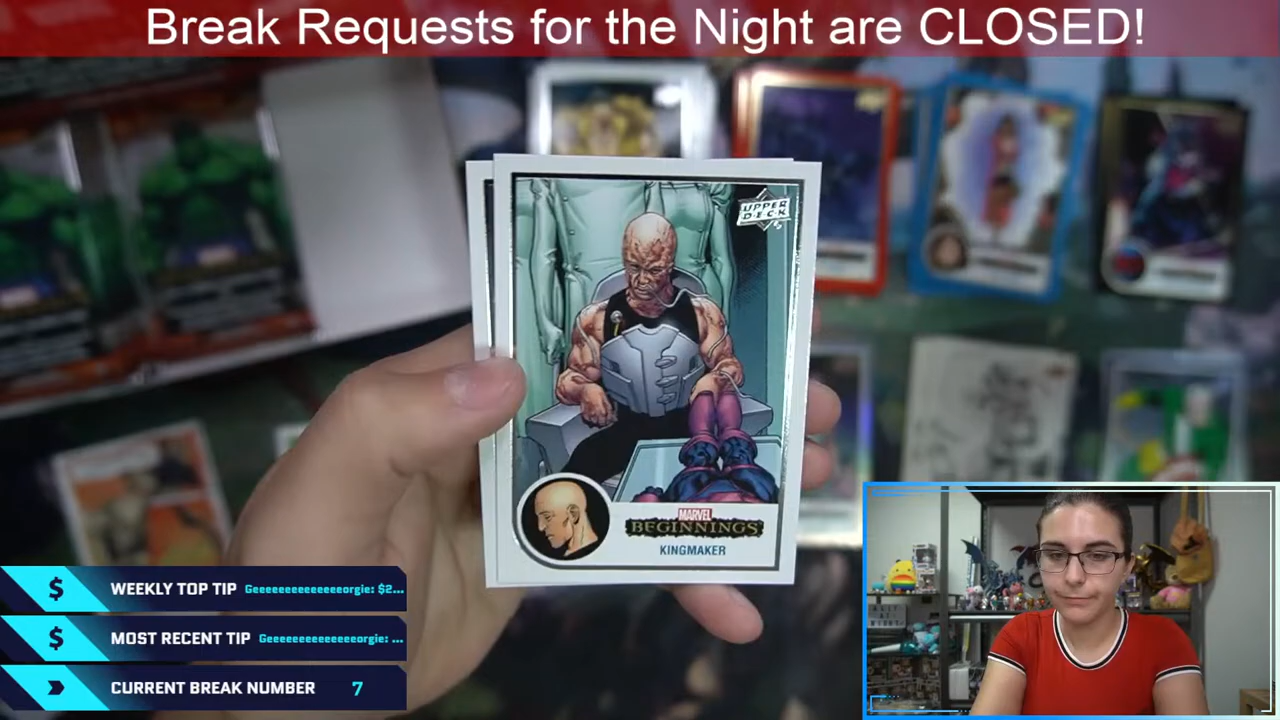 Break Requests for the Night are CLOSED!
UPPER
DECK
MARVEL
BEGINNINGS
KINGMAKER
WEEKLY TOP TIP Geeeeeeeeeeeeeeorgie: $2...
MOST RECENT TIP Geeeeeeeeeeeeeeorgie: ...
CURRENT BREAK NUMBER 7